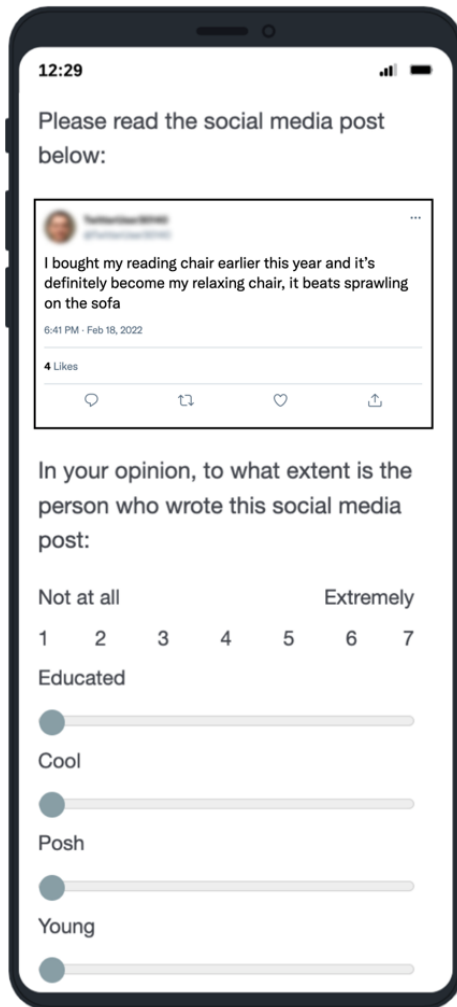 12:29
Please read the social media post
below:
I bought my reading chair earlier this year and it's
definitely become my relaxing chair, it beats sprawling
on the sofa
6:41 PM · Feb 18, 2022
4 Likes
In your opinion, to what extent is the
person who wrote this social media
post:
Not at all Extremely
1 2 3 4 5 6 7
Educated
Cool
Posh
Young